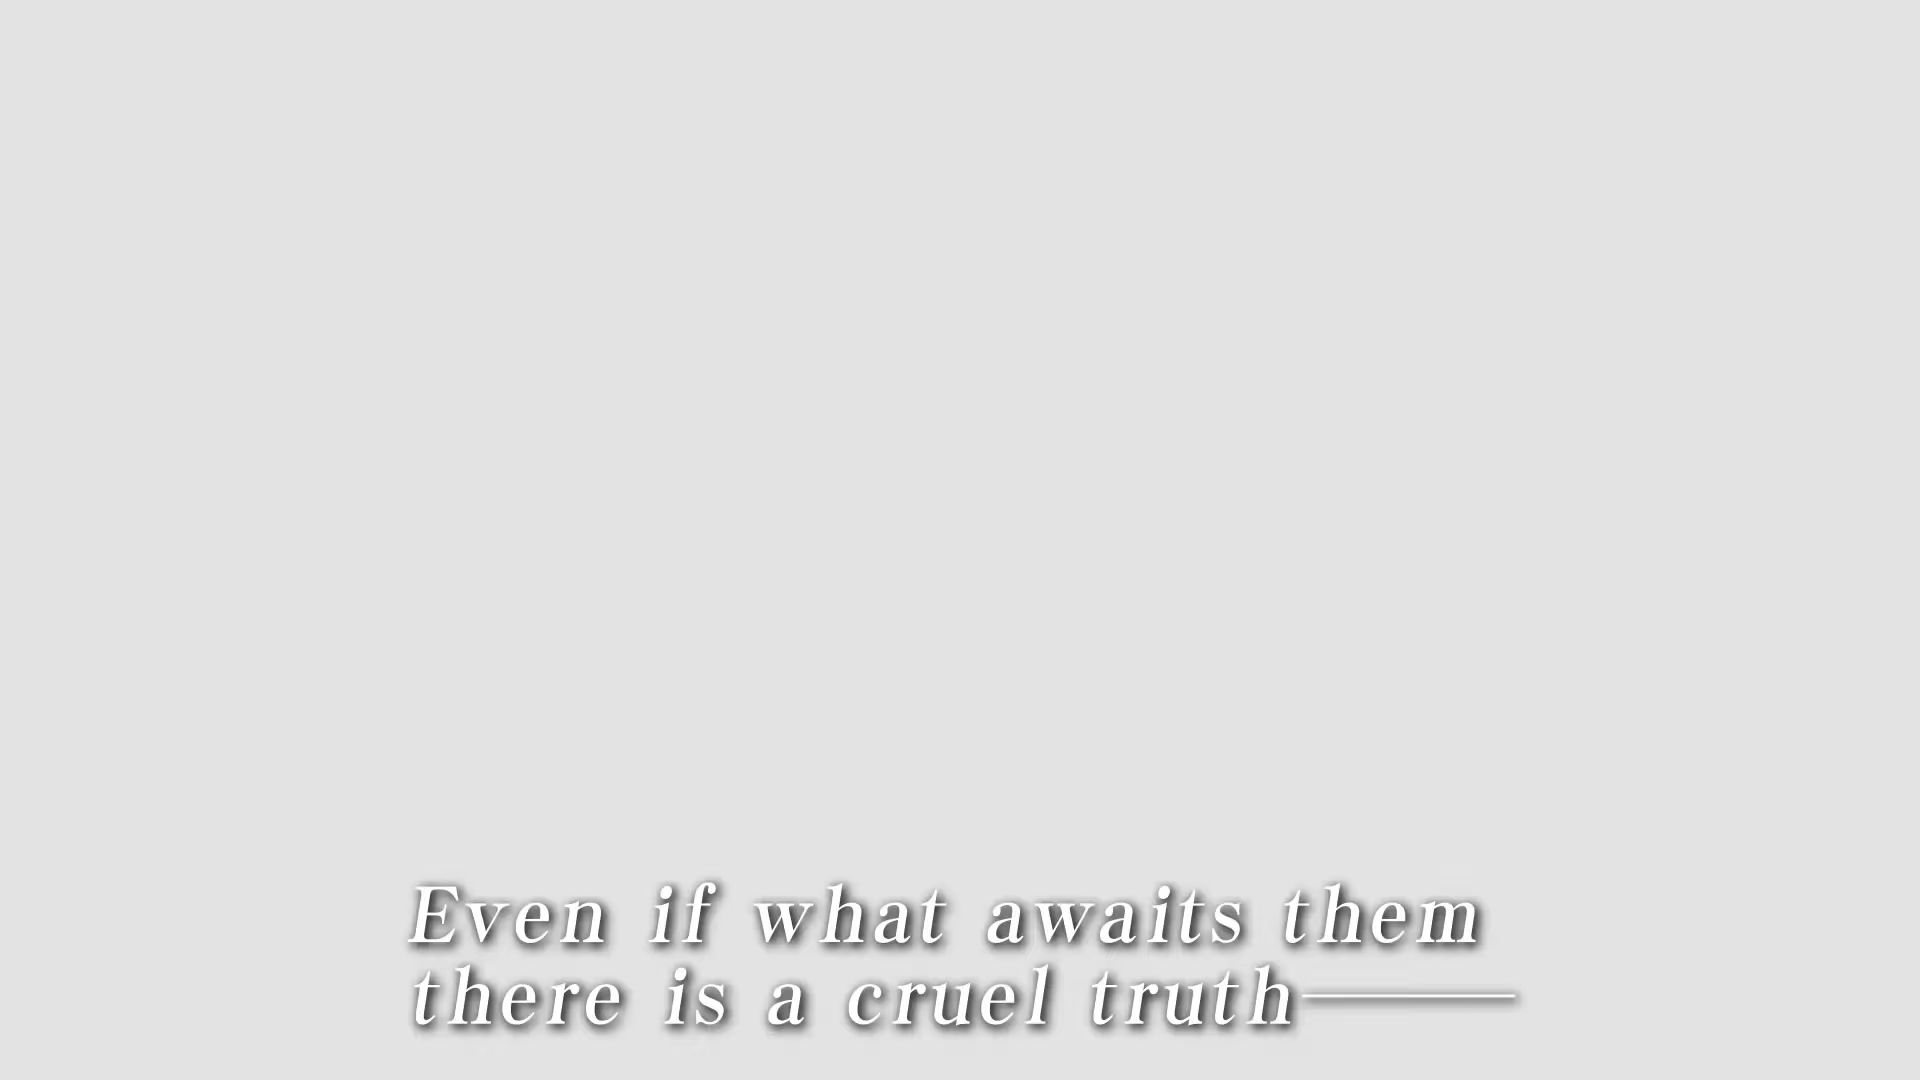 Even if what awaits them
there is a cruel truth———